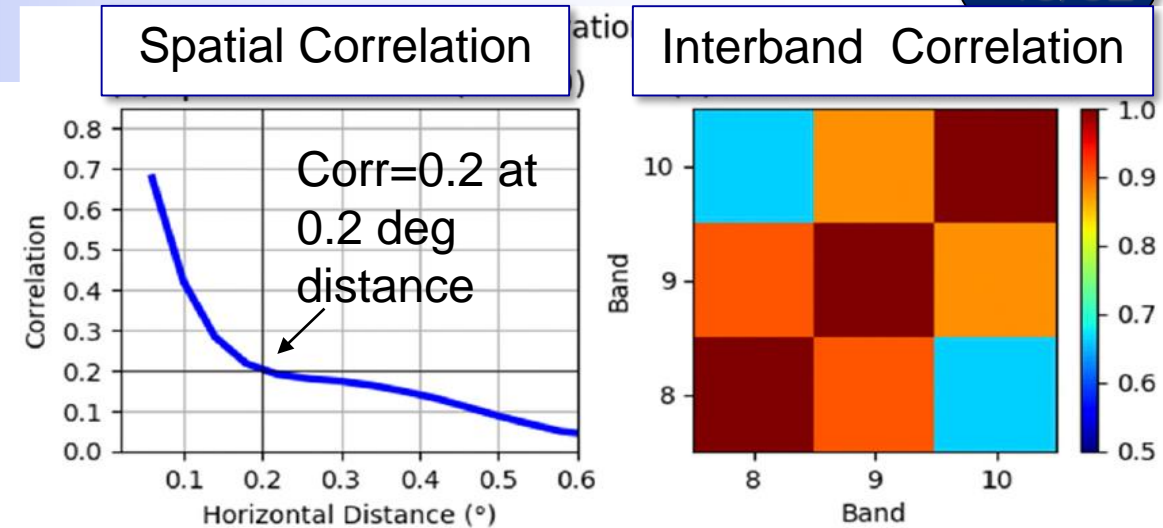 Spatial Correlation
Interband Correlation
Corr=0.2 at
0.2 deg
distance
Correlation
0.8
0.7
0.6
0.5
0.4
0.3
0.2
0.1
0.0
0.1 0.2 0.3 0.4 0.5 0.6
Horizontal Distance (°)
Band
10
9
8
8 9 10
Band
1.0
0.9
0.8
0.7
0.6
0.5